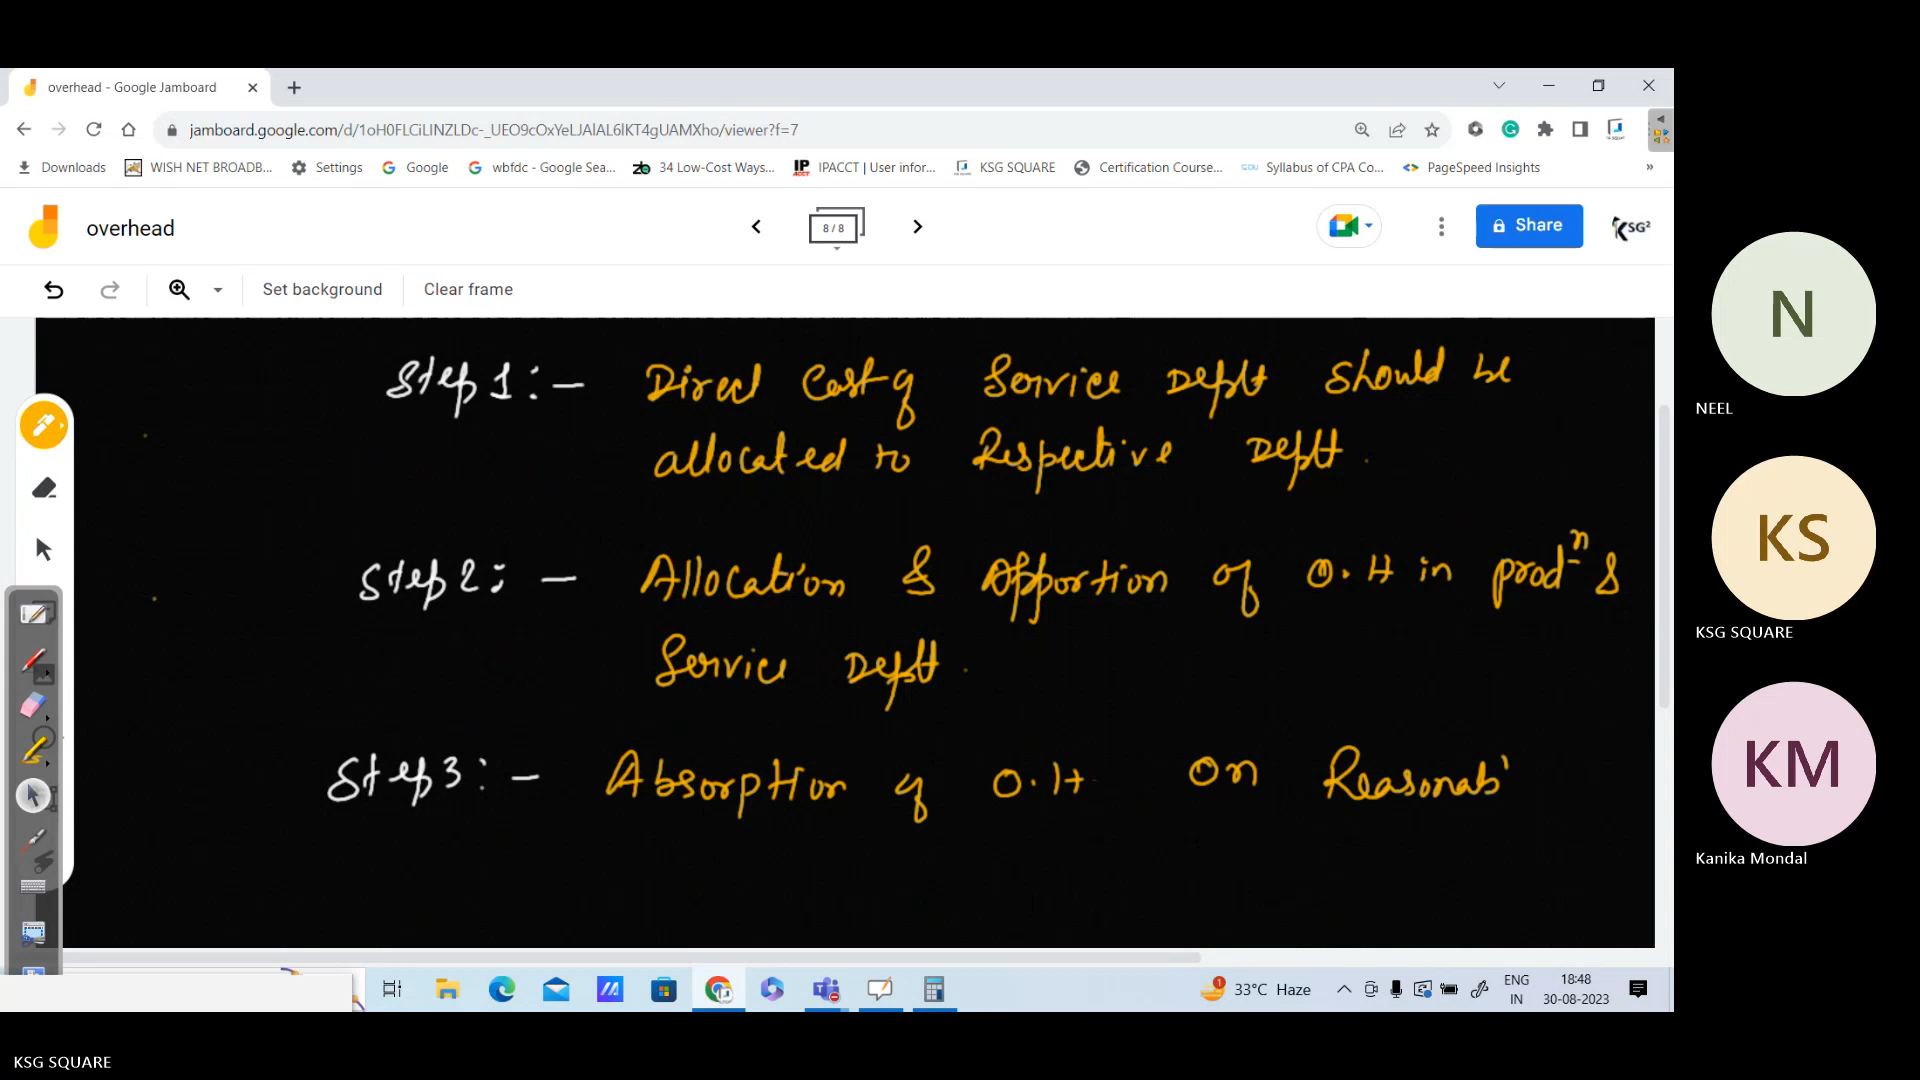 overhead - Google Jamboard
jamboard.google.com/d/1oH0FLCiLINZLDc-_UEO9cOxYeLJAlAL6lKT4gUAMXho/viewer?f=7
Downloads WISH NET BROADB... Settings Google wbfdc - Google Sea... 34 Low-Cost Ways... IPACCT | User infor... KSG SQUARE Certification Course... Syllabus of CPA Co... PageSpeed Insights »
overhead 8 / 8 Share KSG²
Set background Clear frame
Step 1 :- Direct Cost of Service Deptt should be
allocated to Respective Deptt.
Step 2 : - Allocation & Apportion of O.H in prodⁿ &
Service Deptt.
Step 3 : - Absorption of O.H on Reasonab
N
NEEL
KS
KSG SQUARE
KM
Kanika Mondal
1 33°C Haze ENG IN 18:48 30-08-2023
KSG SQUARE